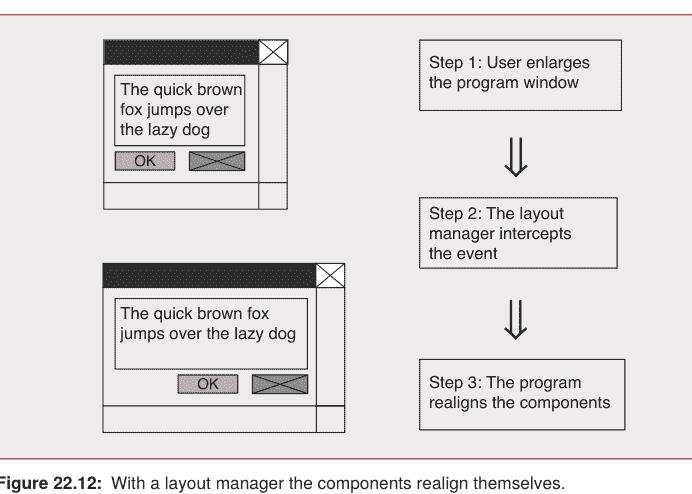 The quick brown
fox jumps over
the lazy dog
OK
The quick brown fox
jumps over the lazy dog
OK
Step 1: User enlarges
the program window
Step 2: The layout
manager intercepts
the event
Step 3: The program
realigns the components
Figure 22.12: With a layout manager the components realign themselves.